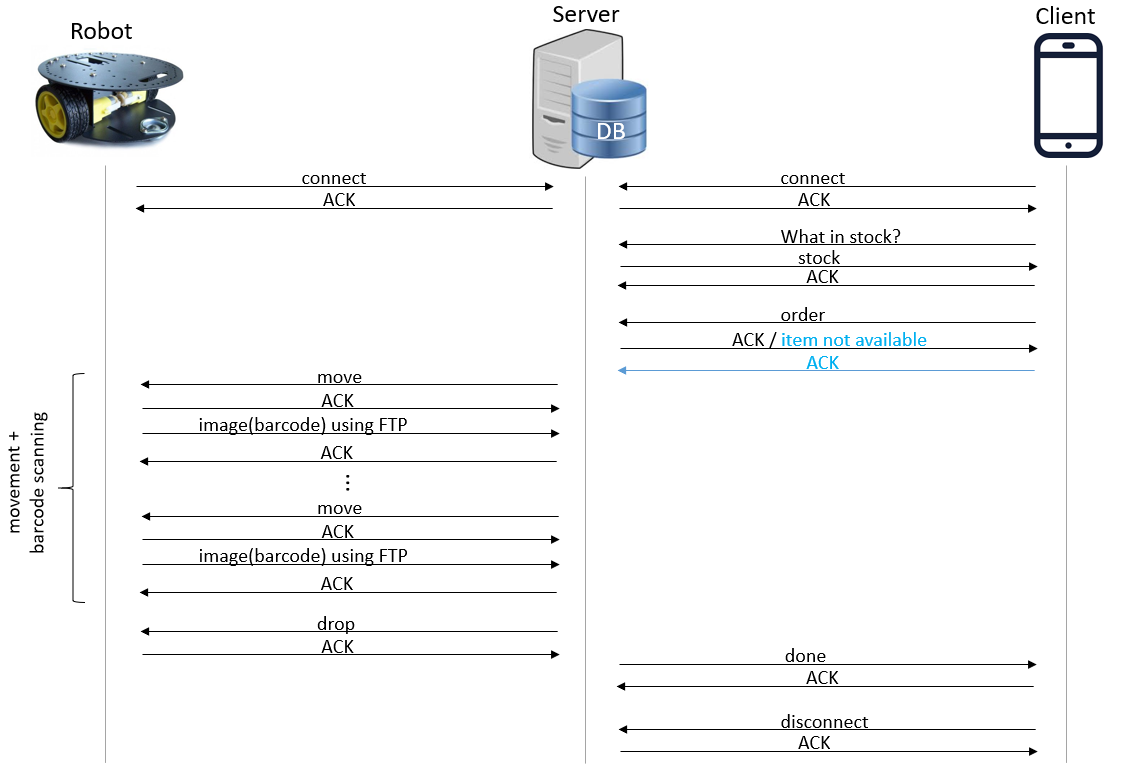 Robot
Server
Client
DB
connect
connect
ACK
ACK
What in stock?
stock
ACK
order
ACK / item not available
ACK
move
ACK
image(barcode) using FTP
ACK
⋮
move
ACK
image(barcode) using FTP
ACK
movement +
barcode scanning
drop
ACK
done
ACK
disconnect
ACK